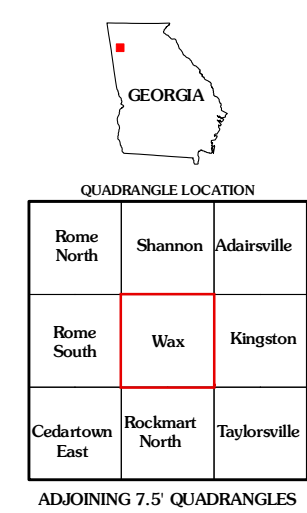 GEORGIA
QUADRANGLE LOCATION
Rome
North
Shannon
Adairsville
Rome
South
Wax
Kingston
Cedartown
East
Rockmart
North
Taylorsville
ADJOINING 7.5' QUADRANGLES